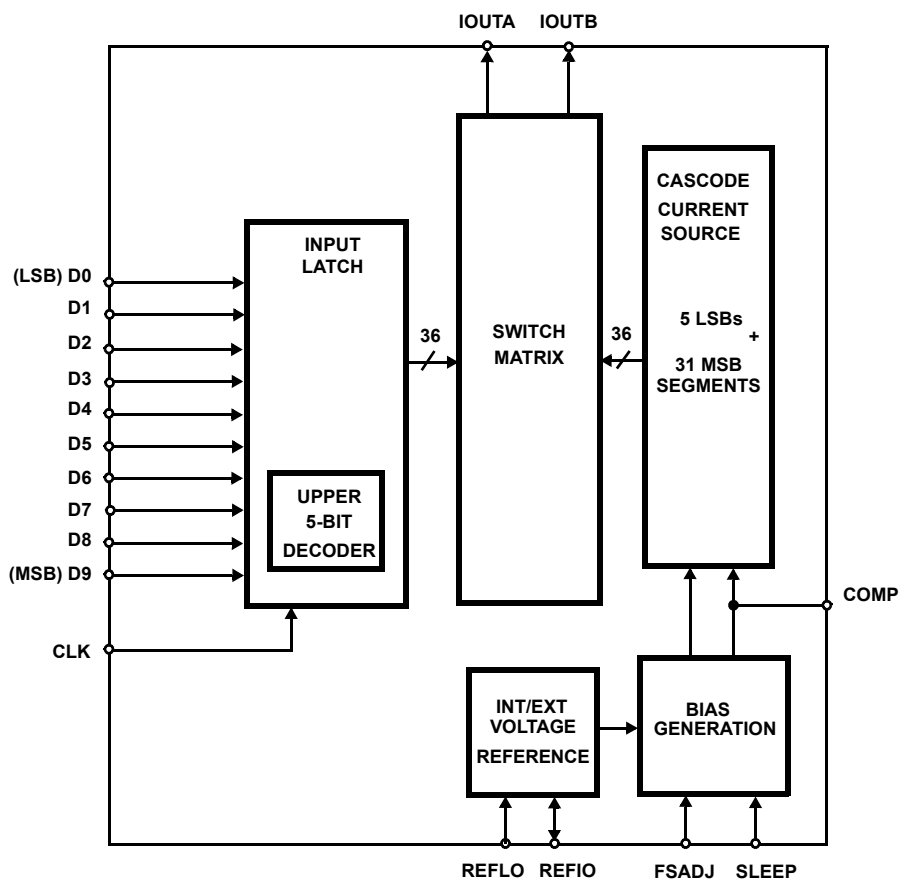 IOUTA IOUTB
CASCODE
CURRENT
SOURCE
5 LSBs
+
31 MSB
SEGMENTS
INPUT
LATCH
(LSB) D0
D1
D2
D3
D4
D5
D6
D7
D8
(MSB) D9
CLK
UPPER
5-BIT
DECODER
36
SWITCH
MATRIX
36
COMP
INT/EXT
VOLTAGE
REFERENCE
BIAS
GENERATION
REFLO REFIO FSADJ SLEEP